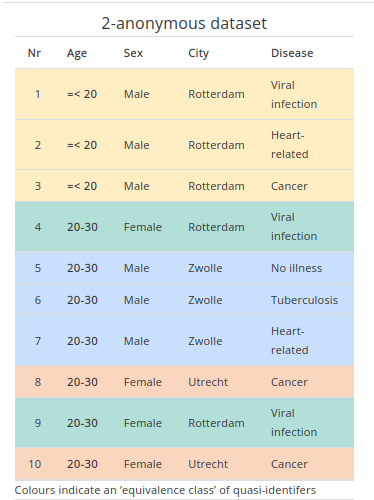 2-anonymous dataset
Nr Age Sex City Disease
1 =< 20 Male Rotterdam Viral
infection
2 =< 20 Male Rotterdam Heart-
related
3 =< 20 Male Rotterdam Cancer
4 20-30 Female Rotterdam Viral
infection
5 20-30 Male Zwolle No illness
6 20-30 Male Zwolle Tuberculosis
7 20-30 Male Zwolle Heart-
related
8 20-30 Female Utrecht Cancer
9 20-30 Female Rotterdam Viral
infection
10 20-30 Female Utrecht Cancer
Colours indicate an ‘equivalence class’ of quasi-identifers